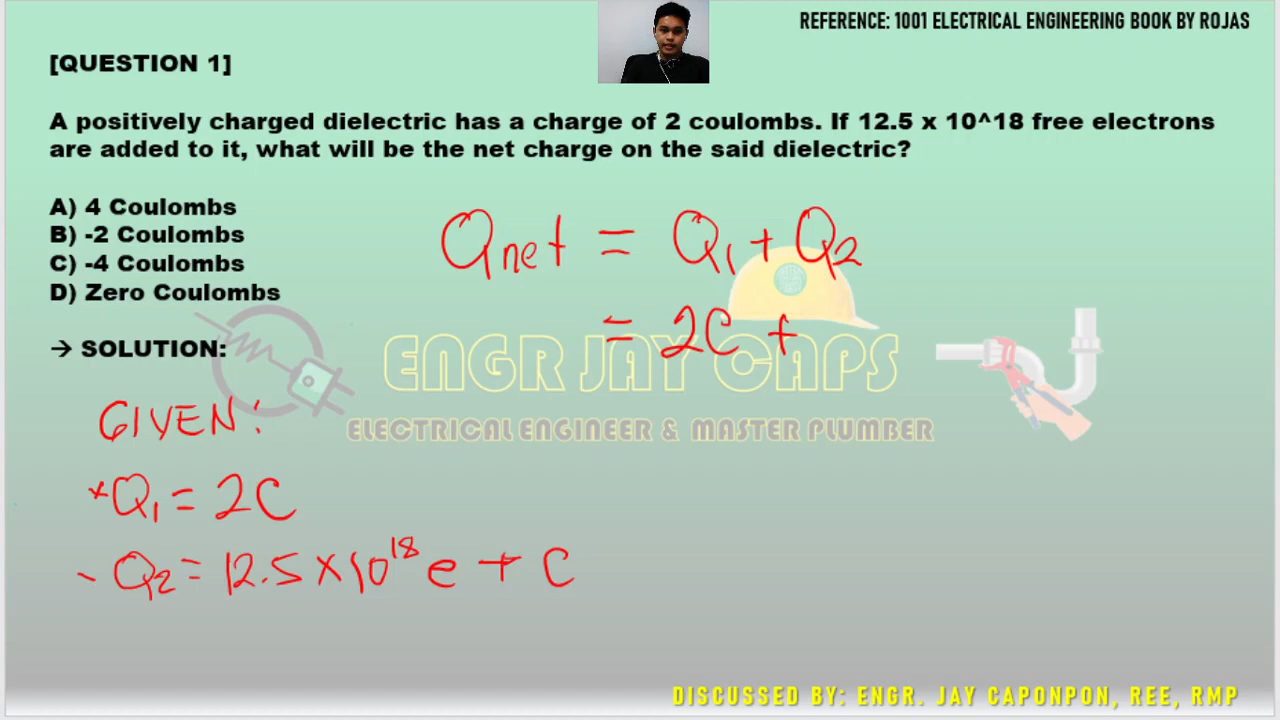 REFERENCE: 1001 ELECTRICAL ENGINEERING BOOK BY ROJAS
[QUESTION 1]
A positively charged dielectric has a charge of 2 coulombs. If 12.5 x 10^18 free electrons
are added to it, what will be the net charge on the said dielectric?
A) 4 Coulombs
B) -2 Coulombs
C) -4 Coulombs
D) Zero Coulombs
→ SOLUTION:
Qnet = Q₁ + Q₂
= 2C +
ENGR JAY CAPS
ELECTRICAL ENGINEER & MASTER PLUMBER
GIVEN:
*Q₁ = 2C
- Q₂ = 12.5 x 10¹⁸ e + C
DISCUSSED BY: ENGR. JAY CAPONPON, REE, RMP